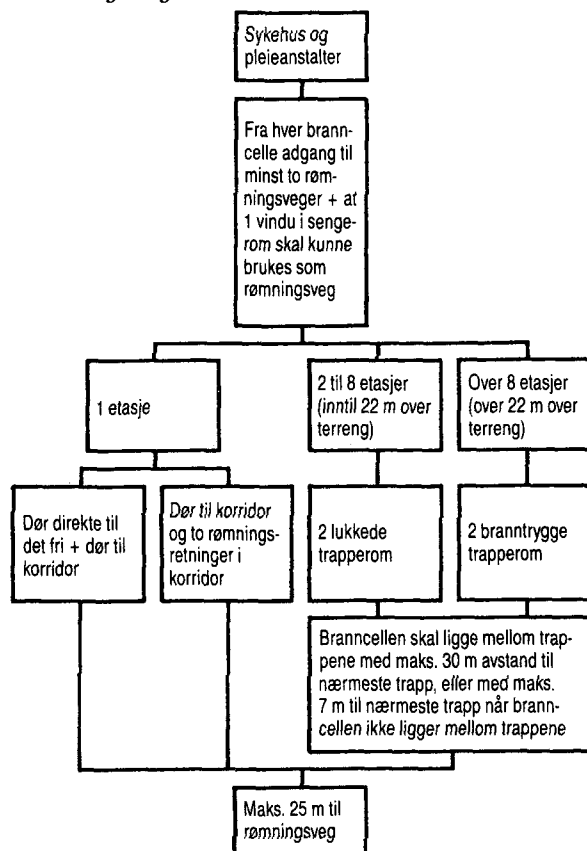 Sykehus og
pleieanstalter
Fra hver brann-
celle adgang til
minst to røm-
ningsveger + at
1 vindu i senge-
rom skal kunne
brukes som
rømningsveg
1 etasje
2 til 8 etasjer
(inntil 22 m over
terreng)
Over 8 etasjer
(over 22 m over
terreng)
Dør direkte til
det fri + dør til
korridor
Dør til korridor
og to rømnings-
retninger i
korridor
2 lukkede
trapperom
2 branntrygge
trapperom
Branncellen skal ligge mellom trap-
pene med maks. 30 m avstand til
nærmeste trapp, eller med maks.
7 m til nærmeste trapp når brann-
cellen ikke ligger mellom trappene
Maks. 25 m til
rømningsveg